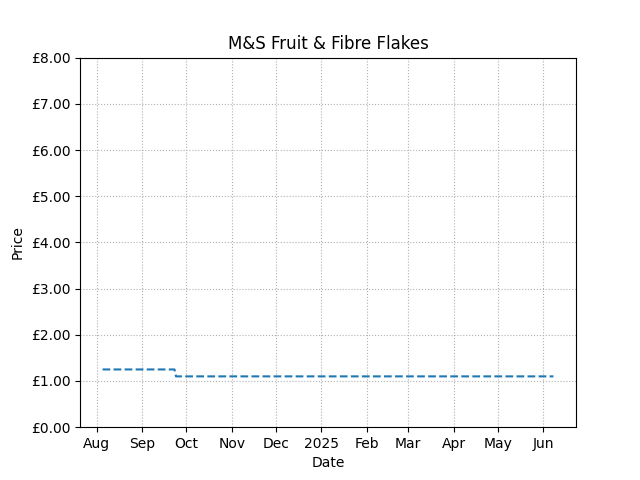 M&S Fruit & Fibre Flakes
£8.00
£7.00
£6.00
£5.00
£4.00
£3.00
£2.00
£1.00
£0.00
Price
Aug Sep Oct Nov Dec 2025 Feb Mar Apr May Jun
Date